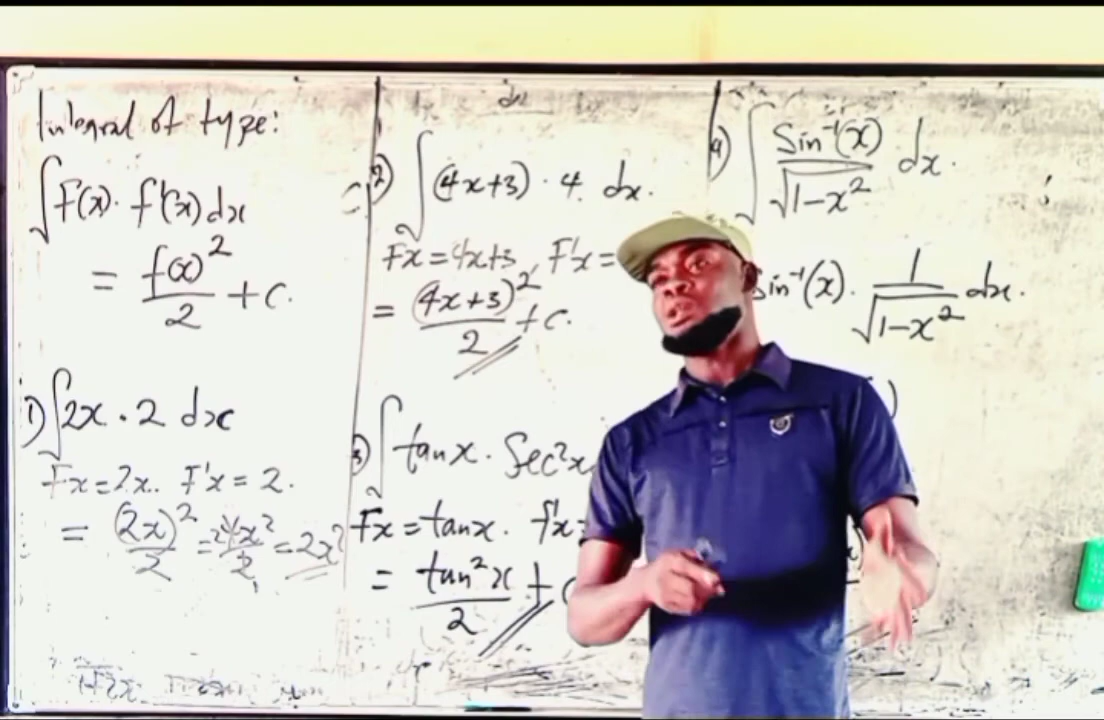 Integral of type:
∫F(x). f'(x) dx
= f(x)²/2 + C.
1) ∫2x . 2 dx
Fx = 2x.. F'x = 2.
= (2x)²/2 = 4x²/2 = 2x²
2) ∫(4x+3) . 4 dx.
Fx = 4x+3, F'x =
= (4x+3)²/2 + C.
3) ∫tanx . Sec²x
Fx = tanx. f'x =
= tan²x/2 + C
4) ∫Sin⁻¹(x)/√1-x² dx.
Sin⁻¹(x). 1/√1-x² dx.